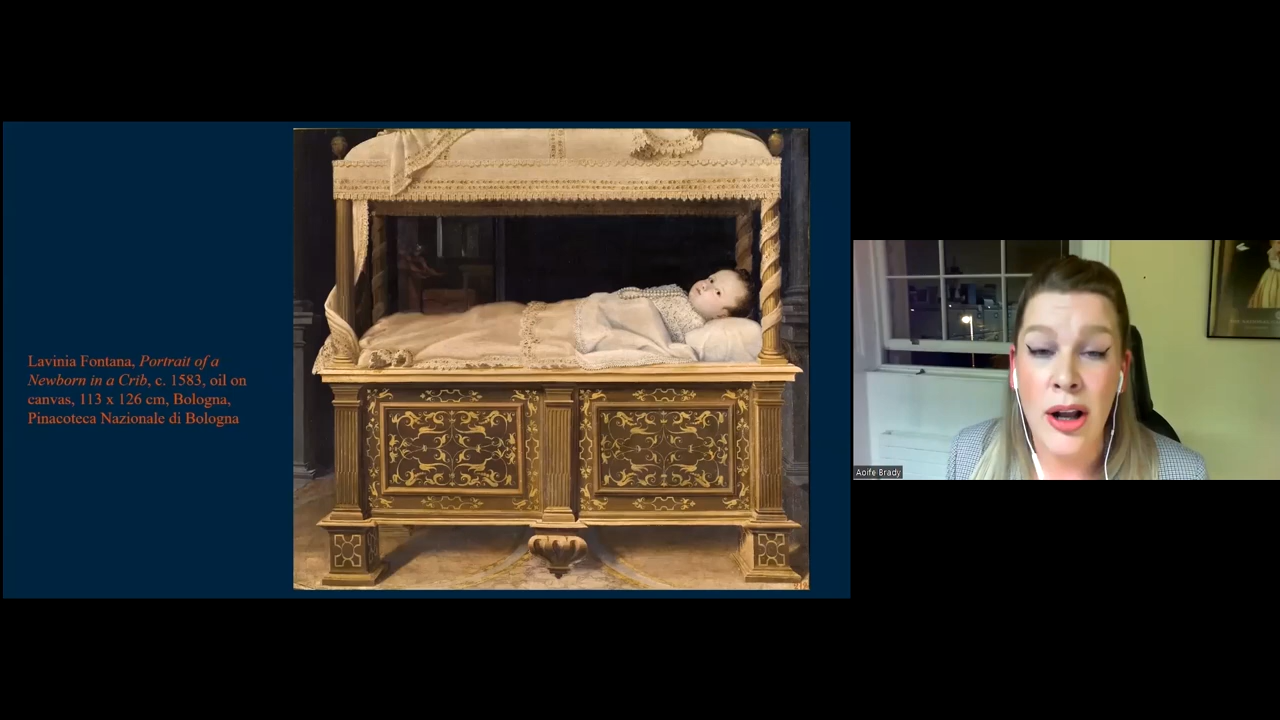 Lavinia Fontana, Portrait of a
Newborn in a Crib, c. 1583, oil on
canvas, 113 x 126 cm, Bologna,
Pinacoteca Nazionale di Bologna
Aoife Brady